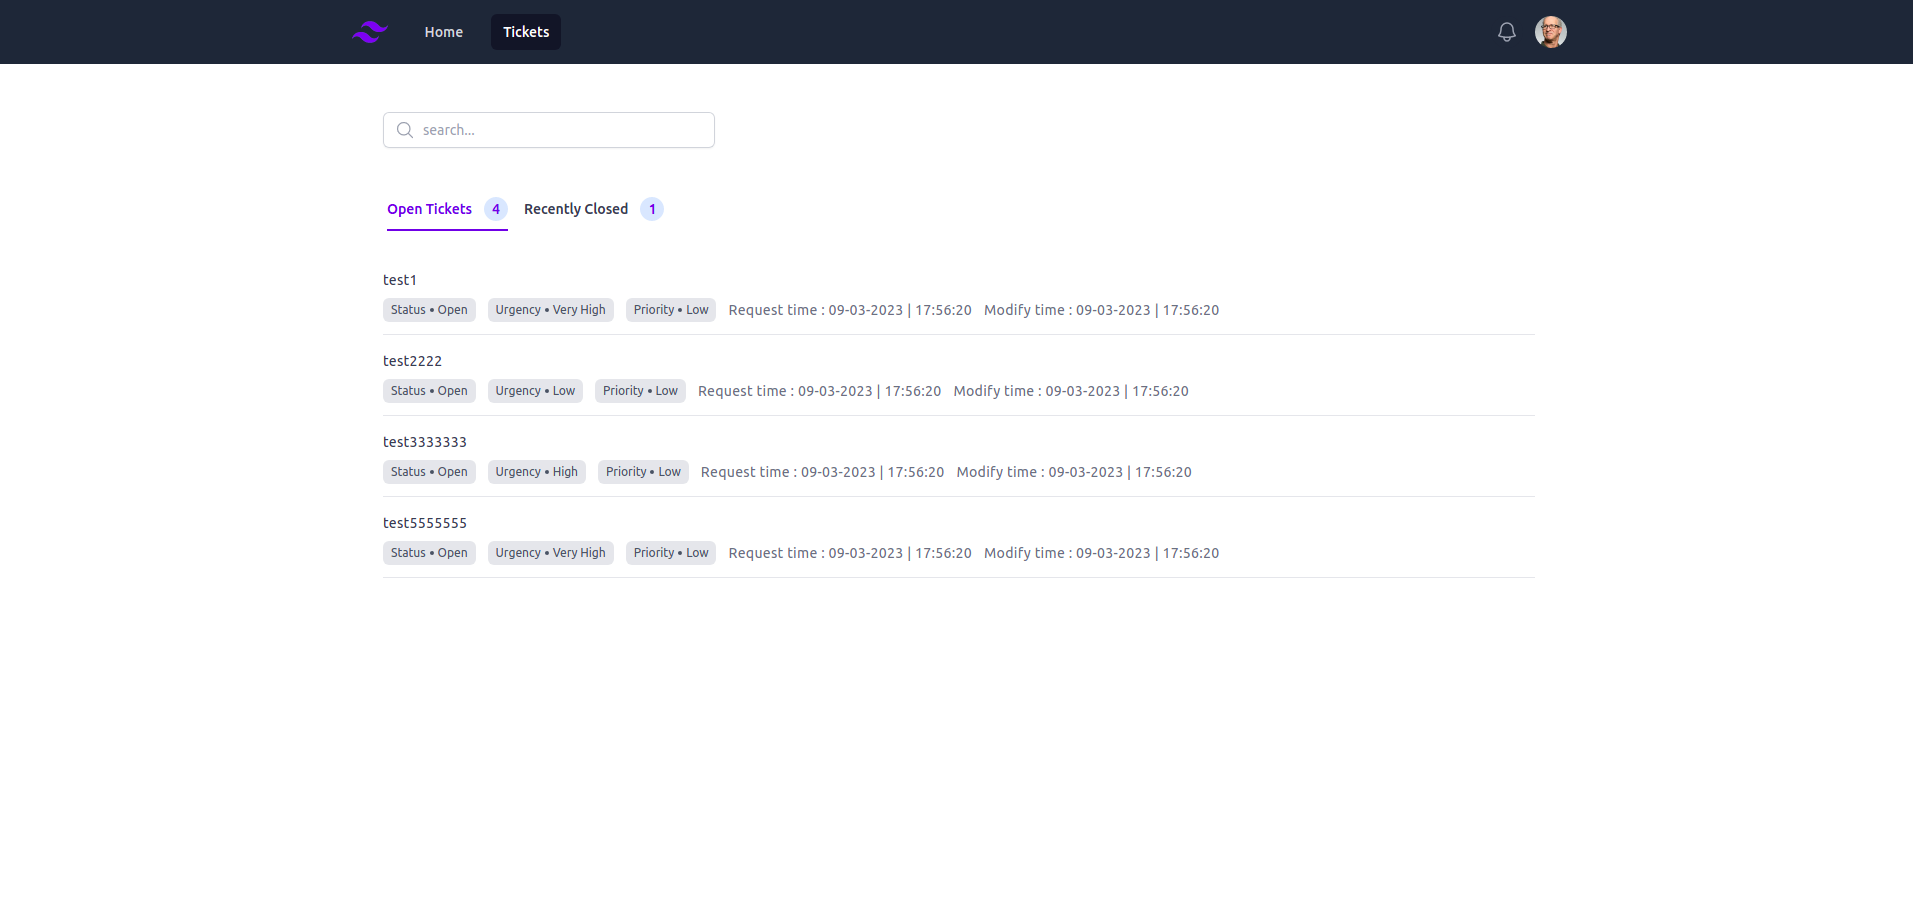 Home Tickets
search...
Open Tickets 4 Recently Closed 1
test1
Status • Open Urgency • Very High Priority • Low Request time : 09-03-2023 | 17:56:20 Modify time : 09-03-2023 | 17:56:20
test2222
Status • Open Urgency • Low Priority • Low Request time : 09-03-2023 | 17:56:20 Modify time : 09-03-2023 | 17:56:20
test3333333
Status • Open Urgency • High Priority • Low Request time : 09-03-2023 | 17:56:20 Modify time : 09-03-2023 | 17:56:20
test5555555
Status • Open Urgency • Very High Priority • Low Request time : 09-03-2023 | 17:56:20 Modify time : 09-03-2023 | 17:56:20